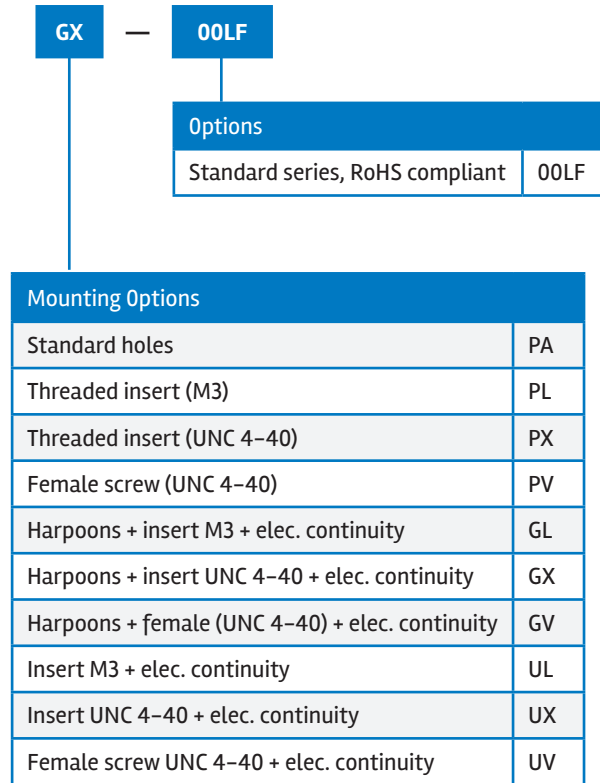 GX — 00LF
Options
Standard series, RoHS compliant 00LF
Mounting Options
Standard holes PA
Threaded insert (M3) PL
Threaded insert (UNC 4–40) PX
Female screw (UNC 4–40) PV
Harpoons + insert M3 + elec. continuity GL
Harpoons + insert UNC 4–40 + elec. continuity GX
Harpoons + female (UNC 4–40) + elec. continuity GV
Insert M3 + elec. continuity UL
Insert UNC 4–40 + elec. continuity UX
Female screw UNC 4–40 + elec. continuity UV